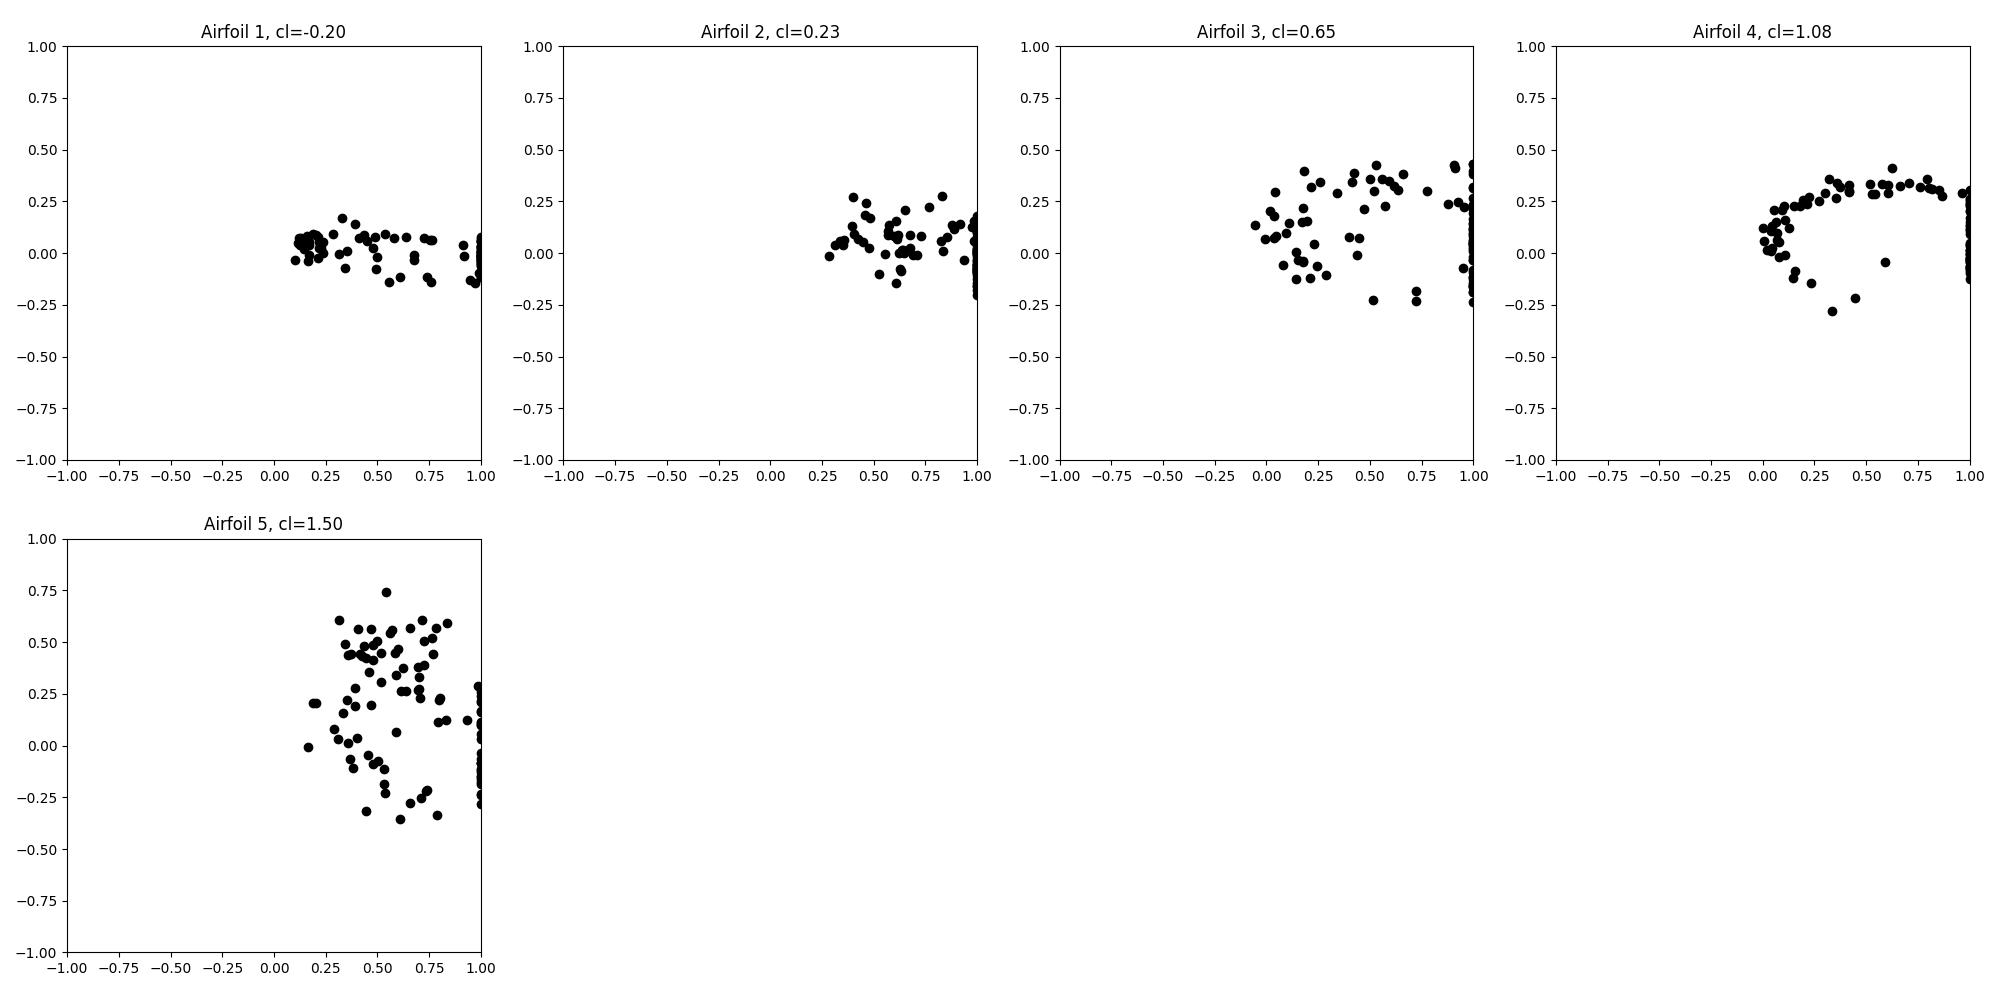 Airfoil 1, cl=-0.20
Airfoil 2, cl=0.23
Airfoil 3, cl=0.65
Airfoil 4, cl=1.08
1.00 1.00 1.00 1.00
0.75 0.75 0.75 0.75
0.50 0.50 0.50 0.50
0.25 0.25 0.25 0.25
0.00 0.00 0.00 0.00
−0.25 −0.25 −0.25 −0.25
−0.50 −0.50 −0.50 −0.50
−0.75 −0.75 −0.75 −0.75
−1.00 −1.00 −1.00 −1.00
−1.00 −0.75 −0.50 −0.25 0.00 0.25 0.50 0.75 1.00
−1.00 −0.75 −0.50 −0.25 0.00 0.25 0.50 0.75 1.00
−1.00 −0.75 −0.50 −0.25 0.00 0.25 0.50 0.75 1.00
−1.00 −0.75 −0.50 −0.25 0.00 0.25 0.50 0.75 1.00
Airfoil 5, cl=1.50
1.00
0.75
0.50
0.25
0.00
−0.25
−0.50
−0.75
−1.00
−1.00 −0.75 −0.50 −0.25 0.00 0.25 0.50 0.75 1.00